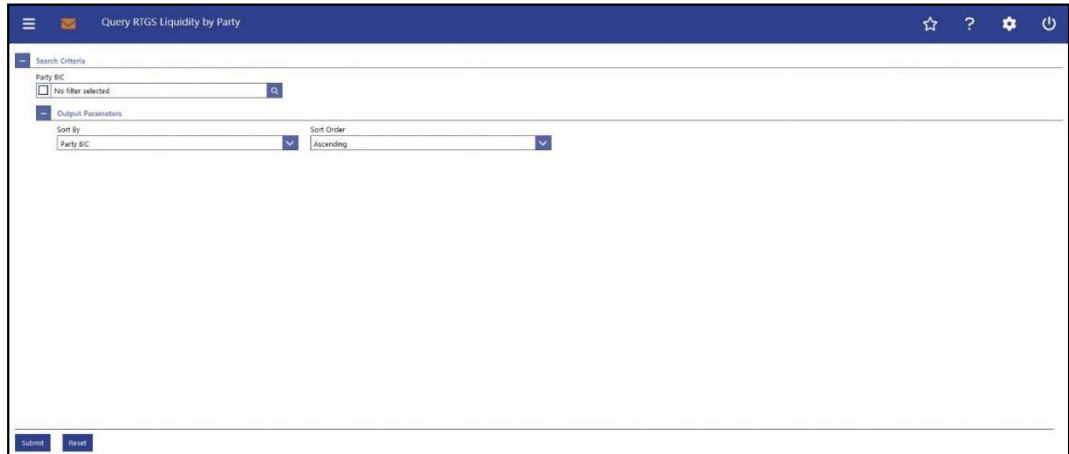 Query RTGS Liquidity by Party
?
Search Criteria
Party BIC
No filter selected
Output Parameters
Sort By Sort Order
Party BIC Ascending
Submit Reset